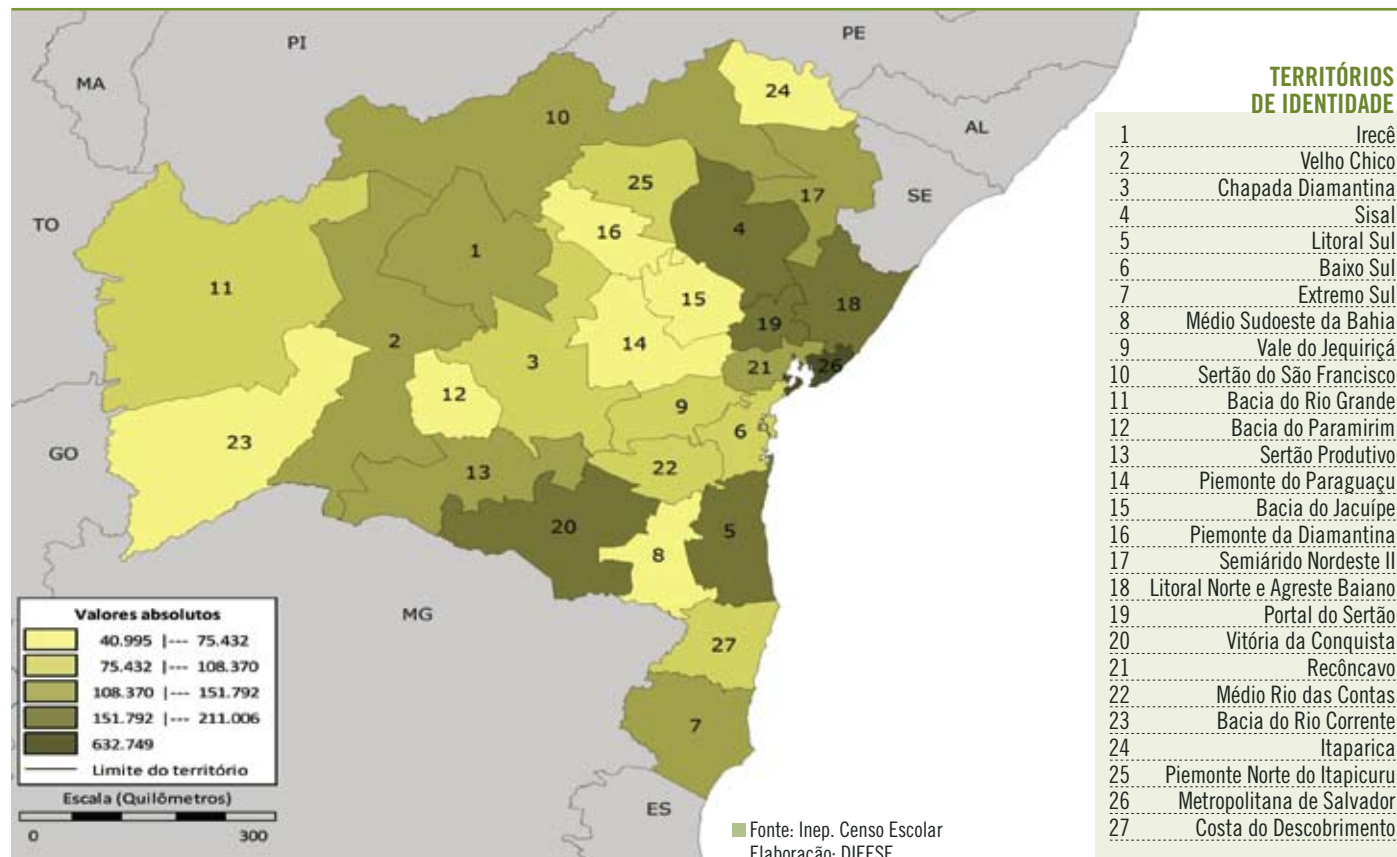 PI
PE
MA
24
10
AL
25
17
SE
TO
16
4
1
11
15
18
19
2
14
3
21
26
12
9
23
6
GO
22
13
20
5
8
MG
27
7
ES
Valores absolutos
40.995 |--- 75.432
75.432 |--- 108.370
108.370 |--- 151.792
151.792 |--- 211.006
632.749
Limite do território
Escala (Quilômetros)
0 300
Fonte: Inep. Censo Escolar
Elaboração: DIEESE
TERRITÓRIOS
DE IDENTIDADE
1 Irecê
2 Velho Chico
3 Chapada Diamantina
4 Sisal
5 Litoral Sul
6 Baixo Sul
7 Extremo Sul
8 Médio Sudoeste da Bahia
9 Vale do Jequiriçá
10 Sertão do São Francisco
11 Bacia do Rio Grande
12 Bacia do Paramirim
13 Sertão Produtivo
14 Piemonte do Paraguaçu
15 Bacia do Jacuípe
16 Piemonte da Diamantina
17 Semiárido Nordeste II
18 Litoral Norte e Agreste Baiano
19 Portal do Sertão
20 Vitória da Conquista
21 Recôncavo
22 Médio Rio das Contas
23 Bacia do Rio Corrente
24 Itaparica
25 Piemonte Norte do Itapicuru
26 Metropolitana de Salvador
27 Costa do Descobrimento